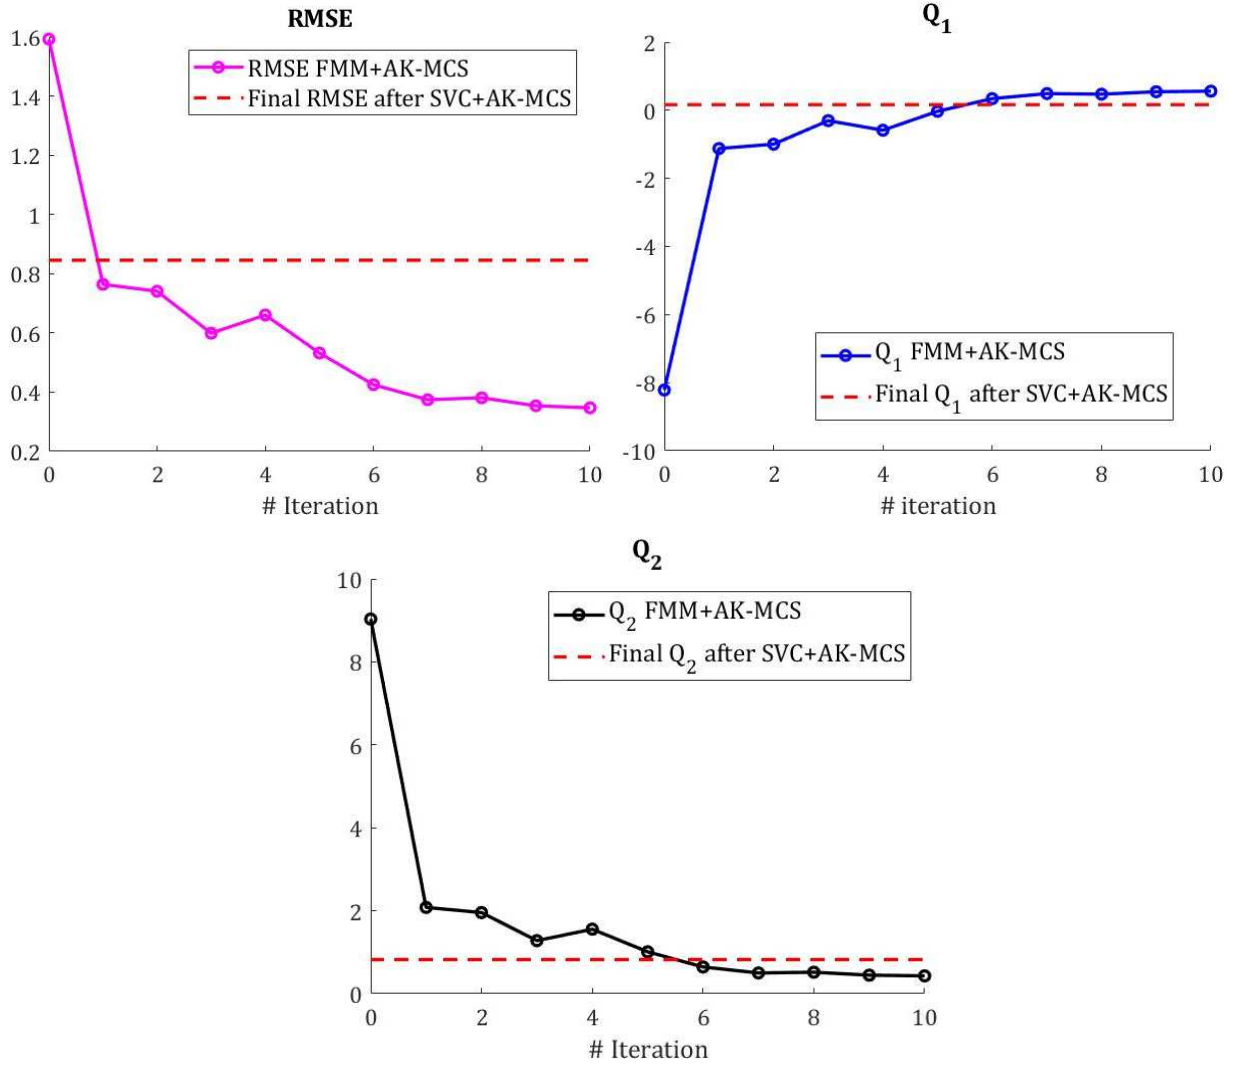 RMSE
1.6
1.4
1.2
1
0.8
0.6
0.4
0.2
0 2 4 6 8 10
# Iteration
RMSE FMM+AK-MCS
Final RMSE after SVC+AK-MCS
Q1
2
0
-2
-4
-6
-8
-10
0 2 4 6 8 10
# iteration
Q1 FMM+AK-MCS
Final Q1 after SVC+AK-MCS
Q2
10
8
6
4
2
0
0 2 4 6 8 10
# Iteration
Q2 FMM+AK-MCS
Final Q2 after SVC+AK-MCS